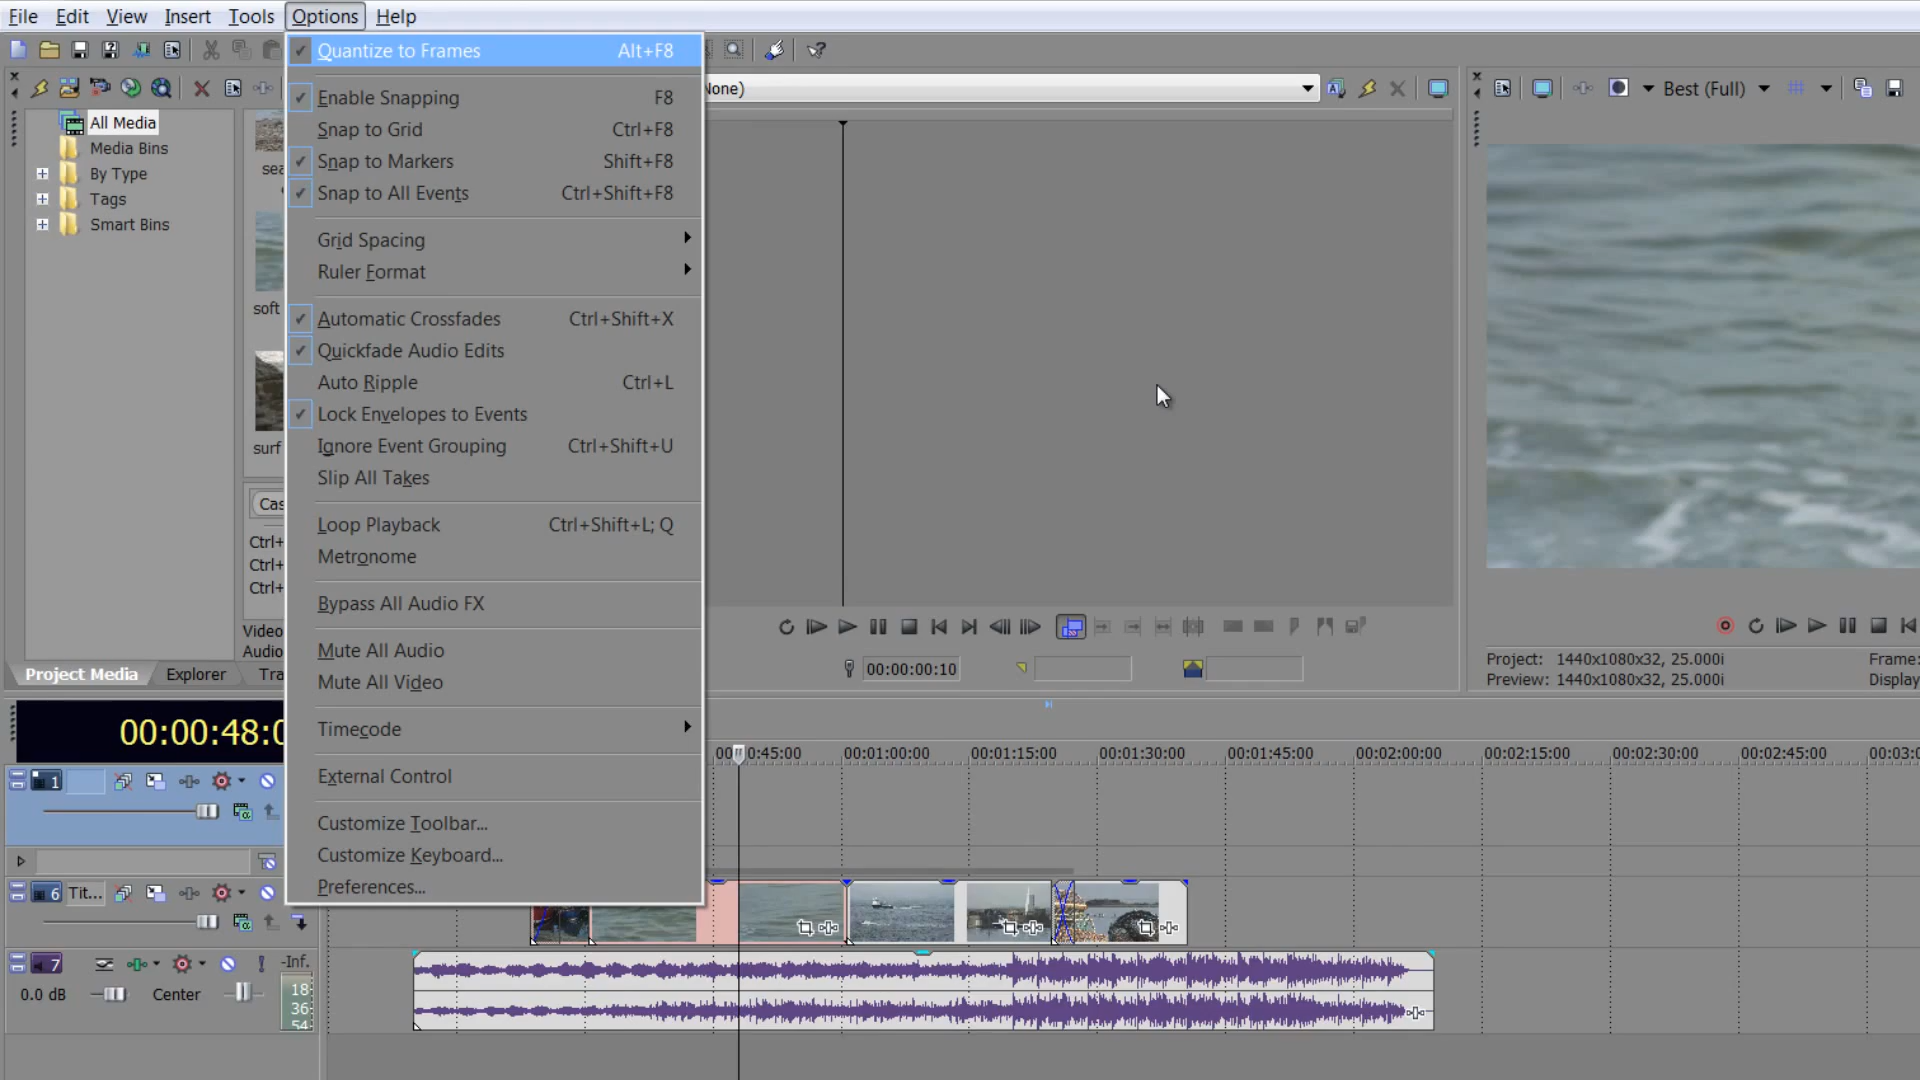 File Edit View Insert Tools Options Help
Quantize to Frames Alt+F8
Enable Snapping F8
Snap to Grid Ctrl+F8
Snap to Markers Shift+F8
Snap to All Events Ctrl+Shift+F8
Grid Spacing
Ruler Format
Automatic Crossfades Ctrl+Shift+X
Quickfade Audio Edits
Auto Ripple Ctrl+L
Lock Envelopes to Events
Ignore Event Grouping Ctrl+Shift+U
Slip All Takes
Loop Playback Ctrl+Shift+L; Q
Metronome
Bypass All Audio FX
Mute All Audio
Mute All Video
Timecode
External Control
Customize Toolbar...
Customize Keyboard...
Preferences...
All Media
Media Bins
By Type
Tags
Smart Bins
sea
soft
surf
Cas
Ctrl+
Ctrl+
Ctrl+
Video
Audio
Project Media Explorer Tra
None)
00:00:00:10
Best (Full)
Project: 1440x1080x32, 25.000i Frame:
Preview: 1440x1080x32, 25.000i Display
00:00:48:0
0:45:00 00:01:00:00 00:01:15:00 00:01:30:00 00:01:45:00 00:02:00:00 00:02:15:00 00:02:30:00 00:02:45:00 00:03:0
1
6 Tit...
7 -Inf.
0.0 dB Center 18
36
54